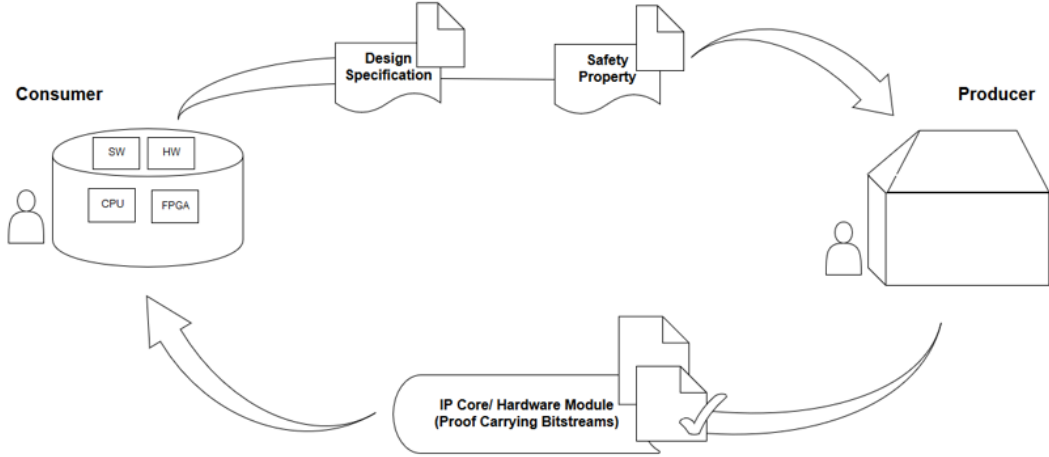 Design
Specification
Safety
Property
Consumer
Producer
SW
HW
CPU
FPGA
IP Core/ Hardware Module
(Proof Carrying Bitstreams)